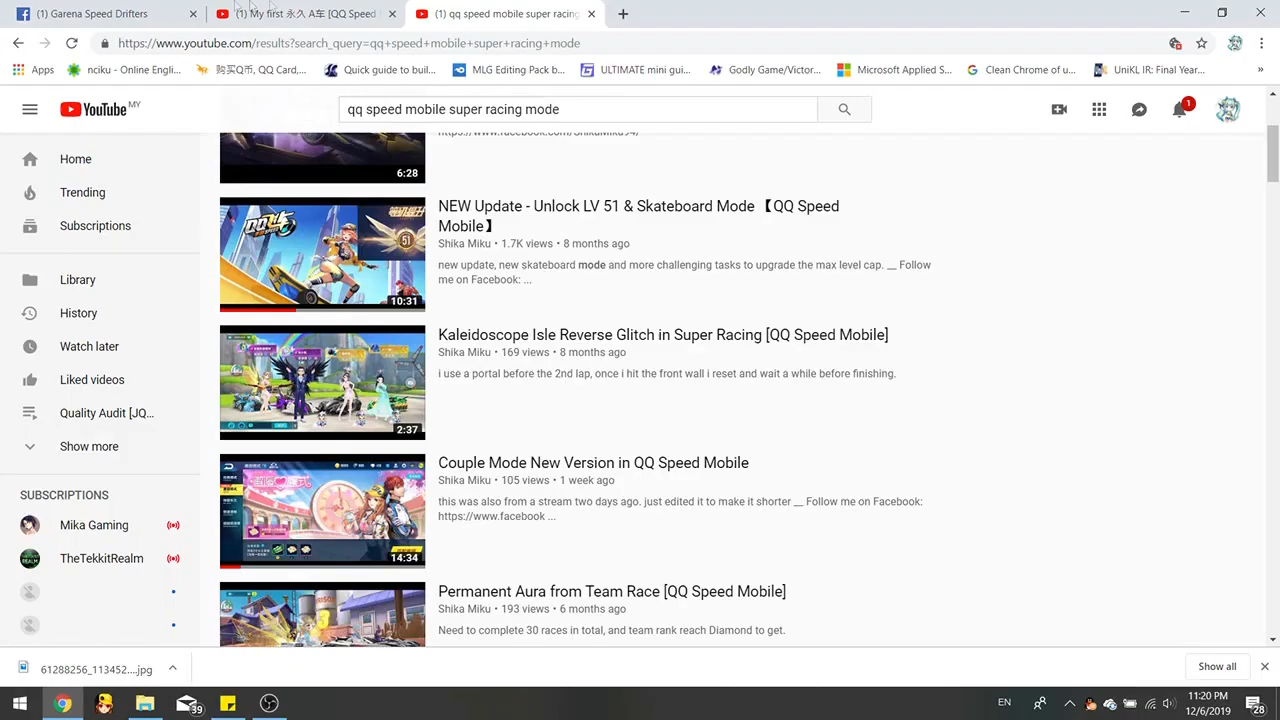 (1) Garena Speed Drifters
(1) My first 永久 A车 [QQ Speed
(1) qq speed mobile super racing
https://www.youtube.com/results?search_query=qq+speed+mobile+super+racing+mode
Apps
nciku - Online Engli...
购买Q币, QQ Card,...
Quick guide to buil...
MLG Editing Pack b...
ULTIMATE mini gui...
Godly Game/Victor...
Microsoft Applied S...
Clean Chrome of u...
UniKL IR: Final Year...
»
YouTube MY
qq speed mobile super racing mode
1
https://www.facebook.com/ShikaMiku94/
6:28
Home
Trending
Subscriptions
Library
History
Watch later
Liked videos
Quality Audit [JQ...
Show more
SUBSCRIPTIONS
Mika Gaming
TheTekkitRealm
NEW Update - Unlock LV 51 & Skateboard Mode 【QQ Speed
Mobile】
Shika Miku • 1.7K views • 8 months ago
new update, new skateboard mode and more challenging tasks to upgrade the max level cap. __ Follow
me on Facebook: ...
51
10:31
Kaleidoscope Isle Reverse Glitch in Super Racing [QQ Speed Mobile]
Shika Miku • 169 views • 8 months ago
i use a portal before the 2nd lap, once i hit the front wall i reset and wait a while before finishing.
2:37
Couple Mode New Version in QQ Speed Mobile
Shika Miku • 105 views • 1 week ago
this was also from a stream two days ago. just edited it to make it shorter __ Follow me on Facebook:
https://www.facebook ...
14:34
Permanent Aura from Team Race [QQ Speed Mobile]
Shika Miku • 193 views • 6 months ago
Need to complete 30 races in total, and team rank reach Diamond to get.
61288256_113452....jpg
Show all
39
EN
11:20 PM
12/6/2019
28